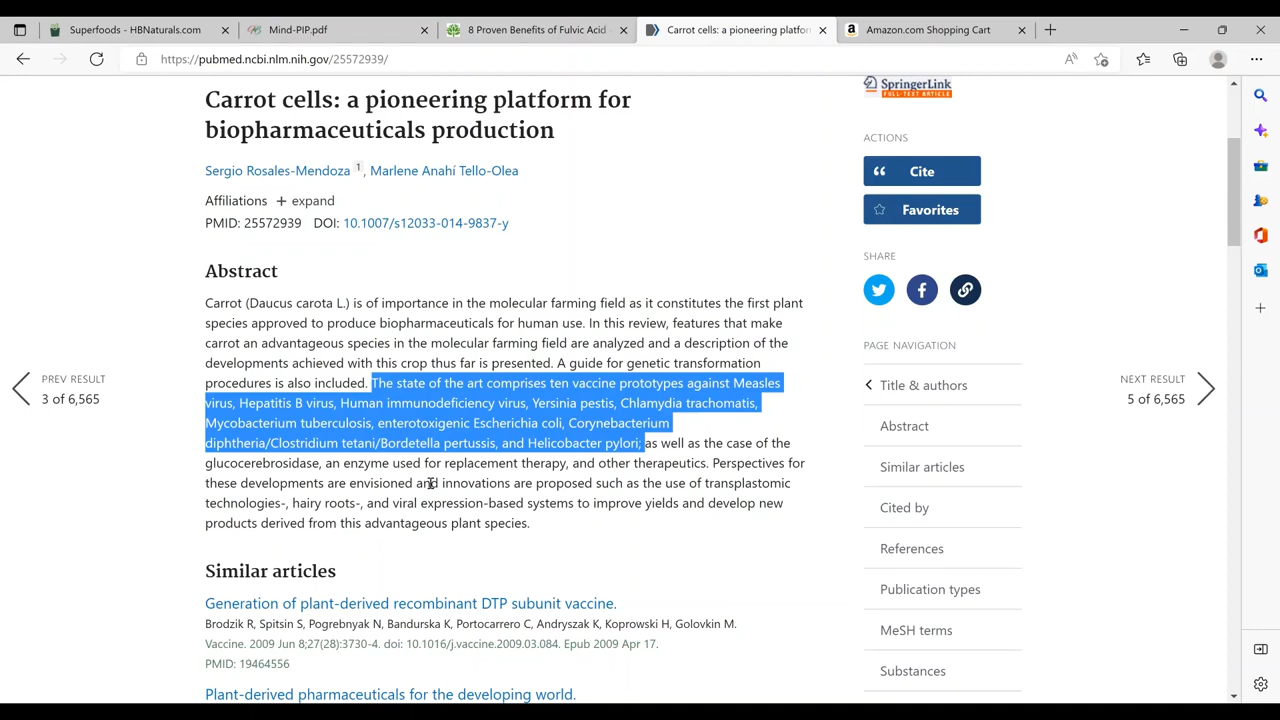 Superfoods - HBNaturals.com
Mind-PIP.pdf
8 Proven Benefits of Fulvic Acid
Carrot cells: a pioneering platfor
Amazon.com Shopping Cart
https://pubmed.ncbi.nlm.nih.gov/25572939/
Carrot cells: a pioneering platform for
biopharmaceuticals production
Sergio Rosales-Mendoza 1, Marlene Anahí Tello-Olea
Affiliations + expand
PMID: 25572939 DOI: 10.1007/s12033-014-9837-y
Abstract
Carrot (Daucus carota L.) is of importance in the molecular farming field as it constitutes the first plant
species approved to produce biopharmaceuticals for human use. In this review, features that make
carrot an advantageous species in the molecular farming field are analyzed and a description of the
developments achieved with this crop thus far is presented. A guide for genetic transformation
procedures is also included. The state of the art comprises ten vaccine prototypes against Measles
virus, Hepatitis B virus, Human immunodeficiency virus, Yersinia pestis, Chlamydia trachomatis,
Mycobacterium tuberculosis, enterotoxigenic Escherichia coli, Corynebacterium
diphtheria/Clostridium tetani/Bordetella pertussis, and Helicobacter pylori; as well as the case of the
glucocerebrosidase, an enzyme used for replacement therapy, and other therapeutics. Perspectives for
these developments are envisioned and innovations are proposed such as the use of transplastomic
technologies-, hairy roots-, and viral expression-based systems to improve yields and develop new
products derived from this advantageous plant species.
Similar articles
Generation of plant-derived recombinant DTP subunit vaccine.
Brodzik R, Spitsin S, Pogrebnyak N, Bandurska K, Portocarrero C, Andryszak K, Koprowski H, Golovkin M.
Vaccine. 2009 Jun 8;27(28):3730-4. doi: 10.1016/j.vaccine.2009.03.084. Epub 2009 Apr 17.
PMID: 19464556
Plant-derived pharmaceuticals for the developing world.
PREV RESULT
3 of 6,565
NEXT RESULT
5 of 6,565
SpringerLink
FULL-TEXT ARTICLE
ACTIONS
Cite
Favorites
SHARE
PAGE NAVIGATION
Title & authors
Abstract
Similar articles
Cited by
References
Publication types
MeSH terms
Substances